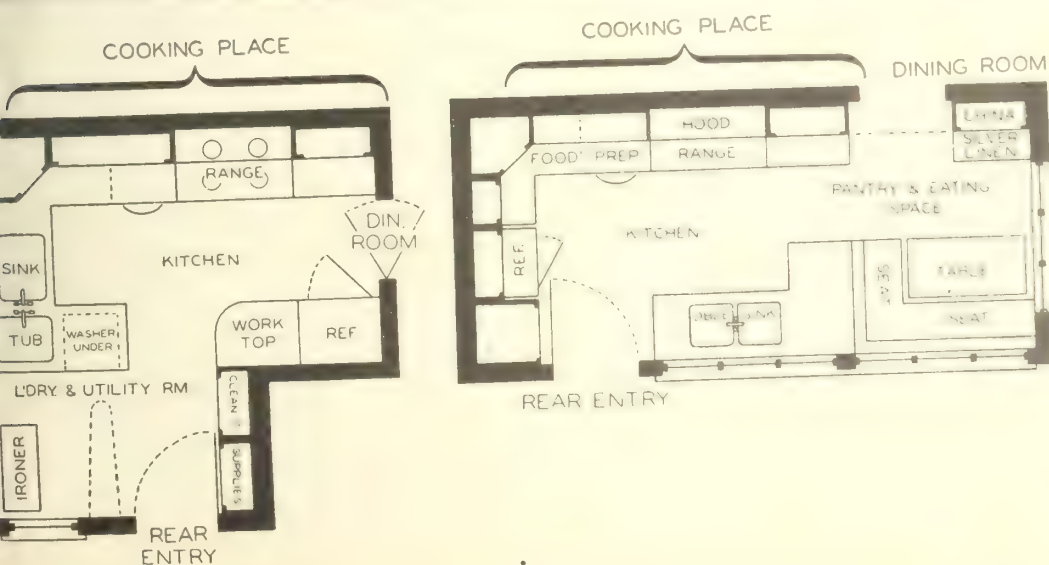 COOKING PLACE
RANGE
DIN.
ROOM
KITCHEN
SINK
TUB
WASHER
UNDER
WORK
TOP
REF
L'DRY & UTILITY RM
CLEAN'G
SUPPLIES
IRONER
REAR
ENTRY
COOKING PLACE
DINING ROOM
HOOD
CHINA
SILVER
LINEN
FOOD PREP
RANGE
PANTRY & EATING
SPACE
KITCHEN
REF.
SEAT
TABLE
SEAT
SINK
REAR ENTRY